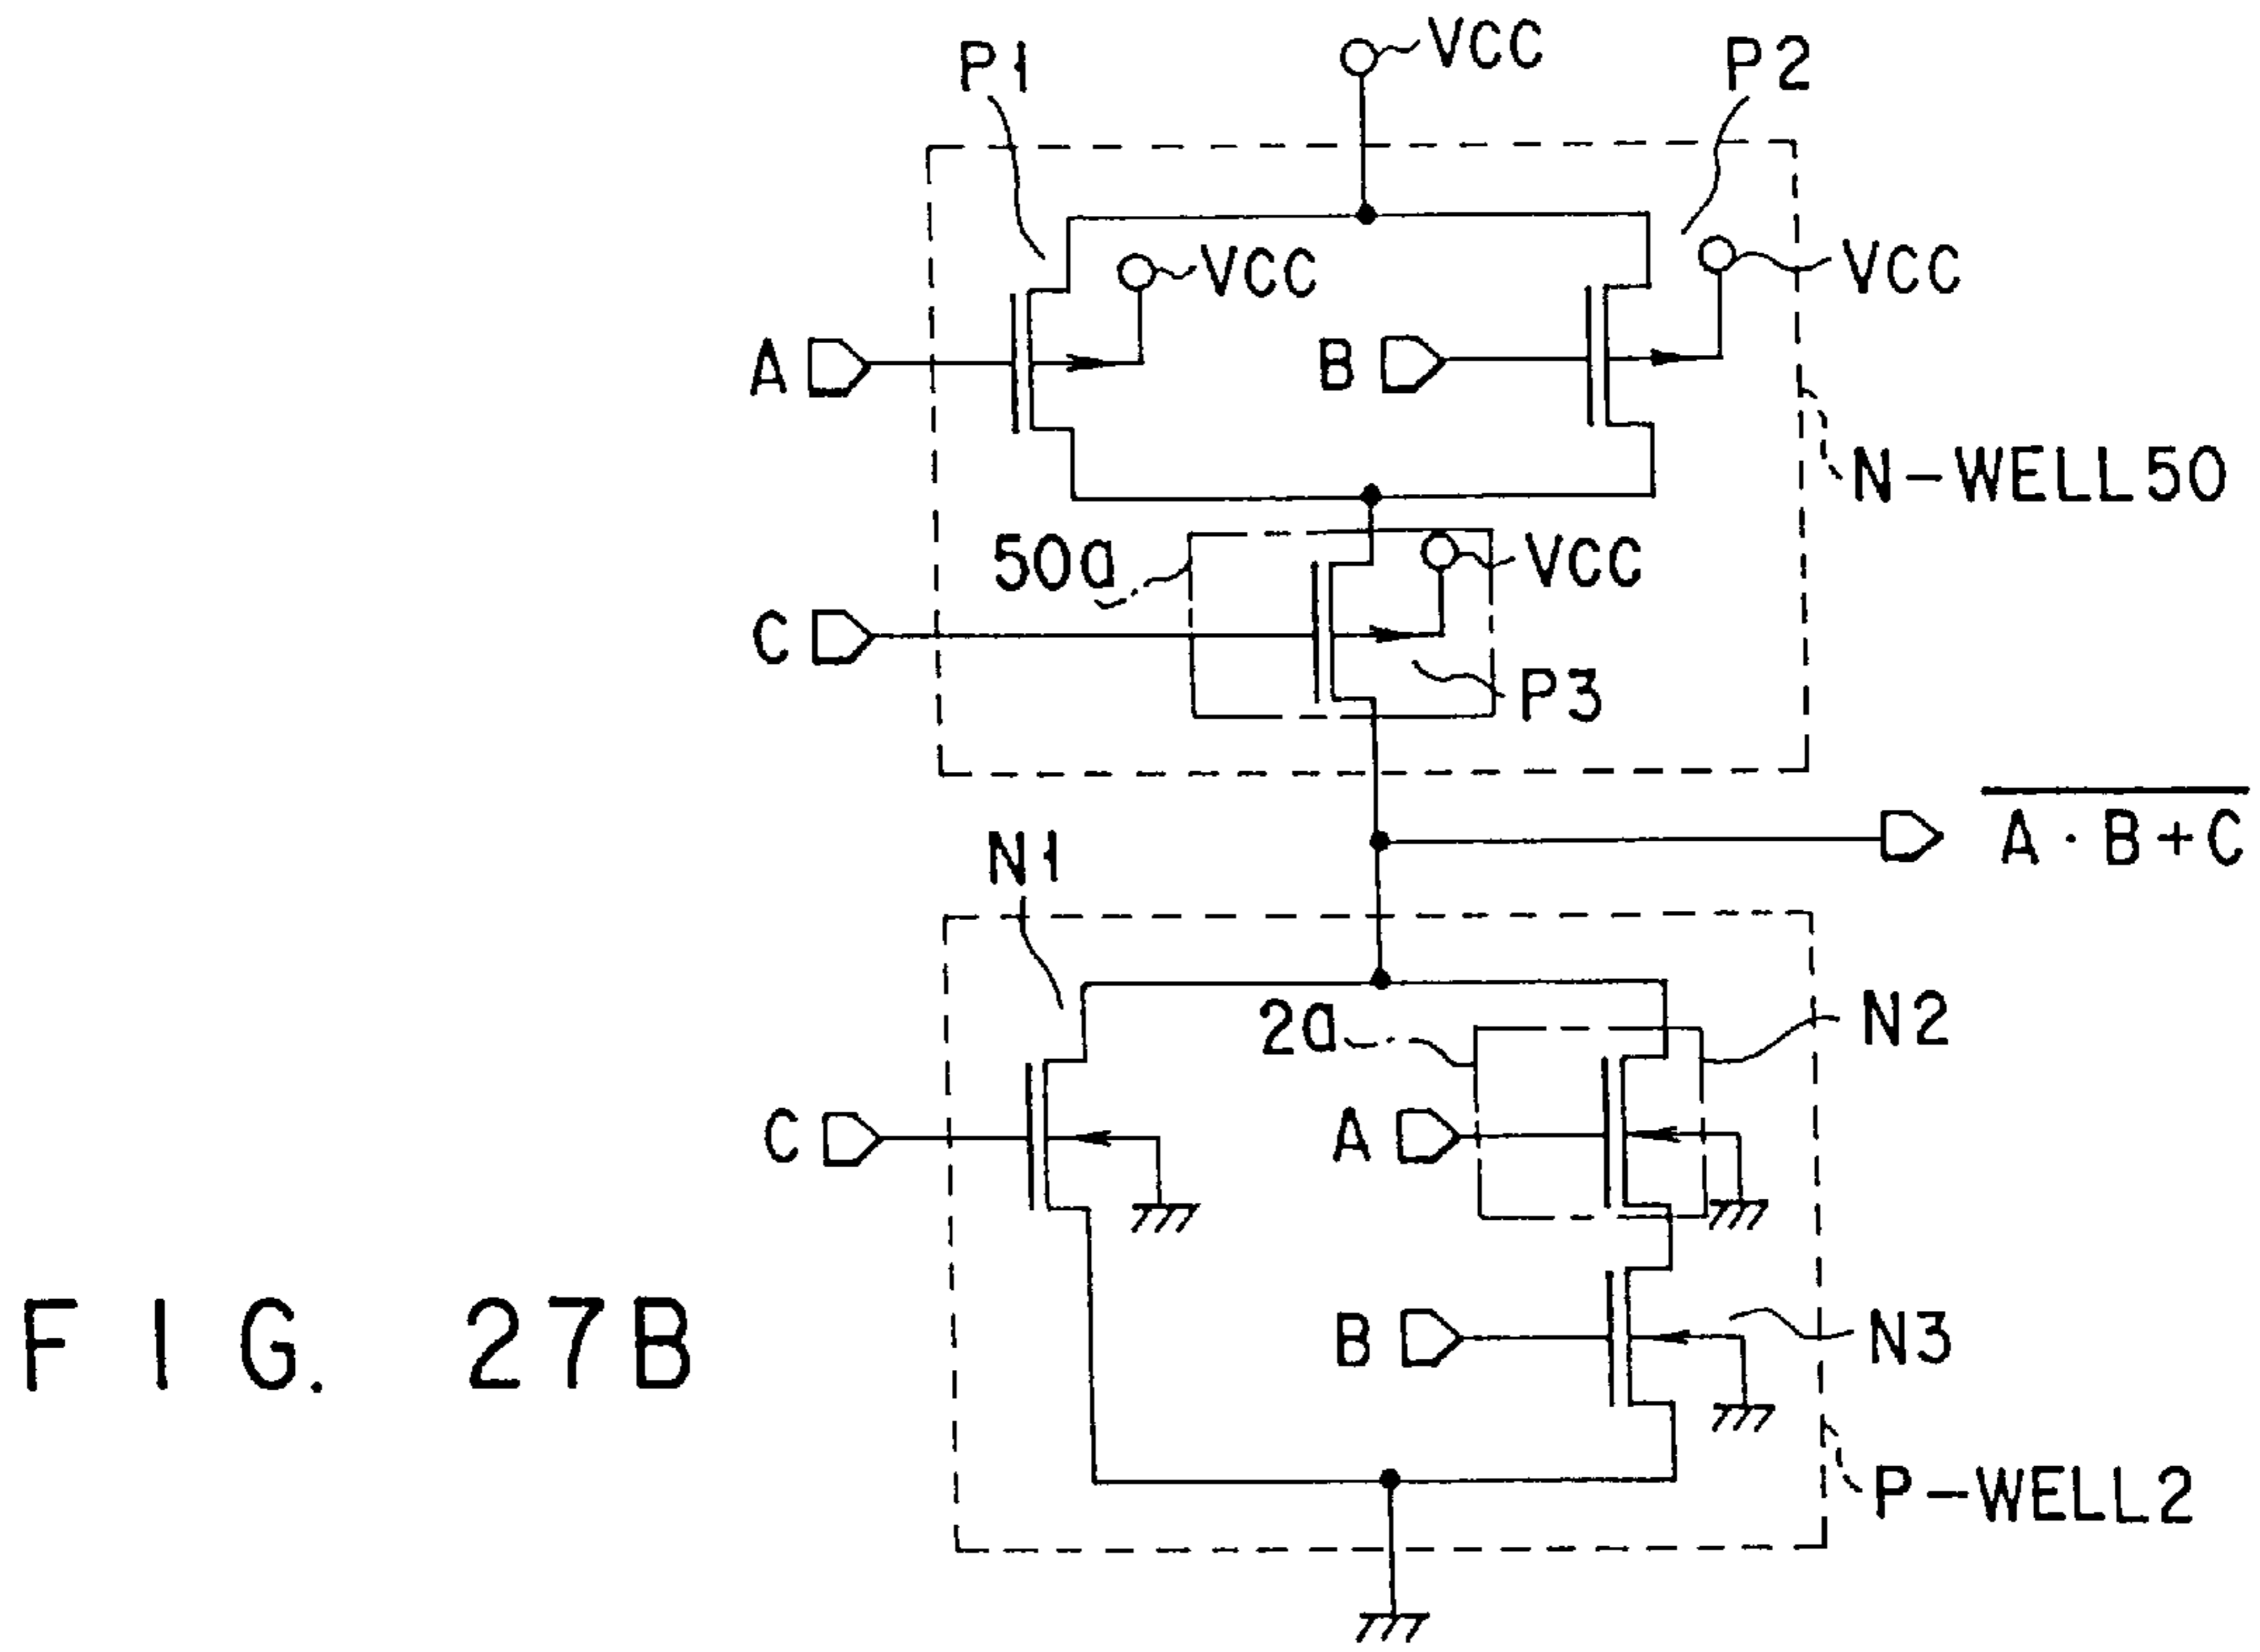 VCC
P1
P2
VCC
VCC
A
B
N-WELL50
50a
VCC
C
P3
A·B+C
N1
2a
N2
C
A
B
N3
P-WELL2
FIG. 27B